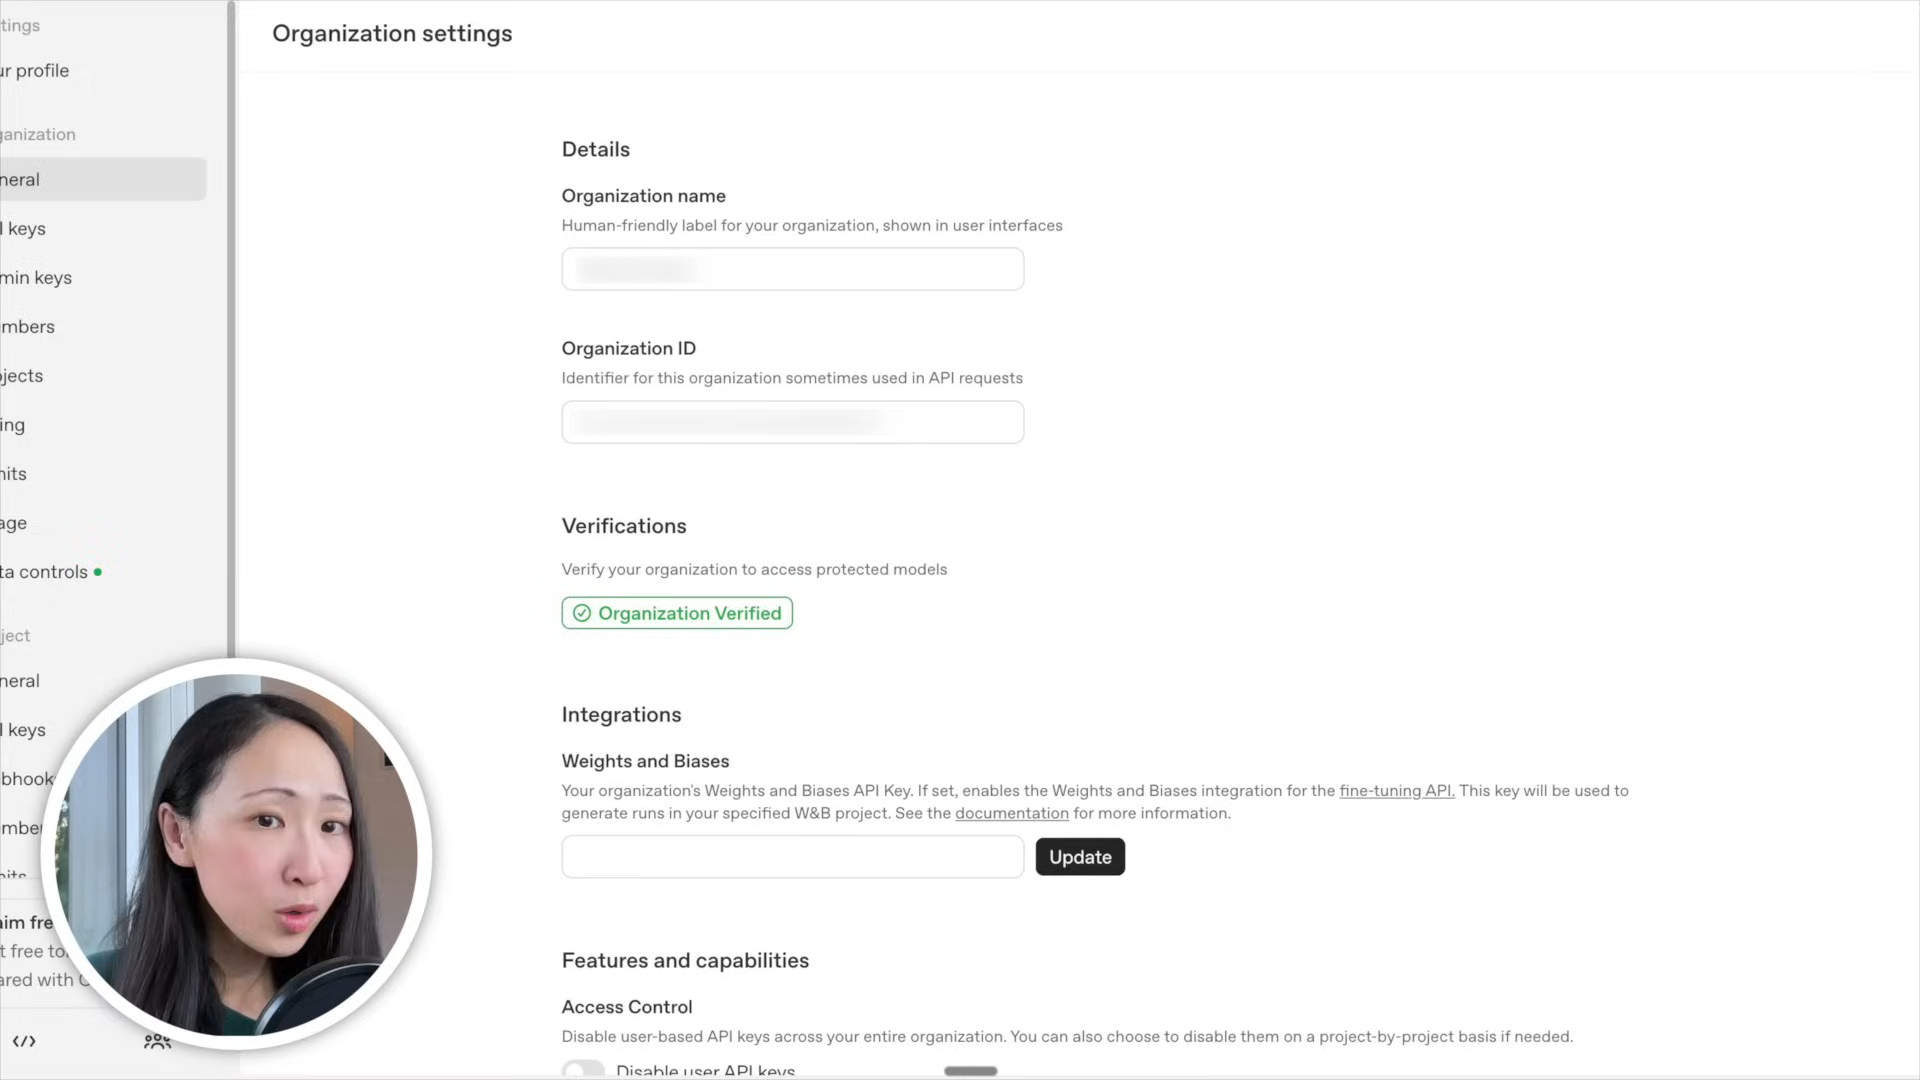 tings
ur profile
ganization
neral
I keys
min keys
mbers
ojects
ing
nits
age
ta controls
ject
neral
I keys
bhook
mber
nits
aim fre
t free to
ared with C
Organization settings
Details
Organization name
Human-friendly label for your organization, shown in user interfaces
Organization ID
Identifier for this organization sometimes used in API requests
Verifications
Verify your organization to access protected models
Organization Verified
Integrations
Weights and Biases
Your organization's Weights and Biases API Key. If set, enables the Weights and Biases integration for the fine-tuning API. This key will be used to
generate runs in your specified W&B project. See the documentation for more information.
Update
Features and capabilities
Access Control
Disable user-based API keys across your entire organization. You can also choose to disable them on a project-by-project basis if needed.
Disable user API keys